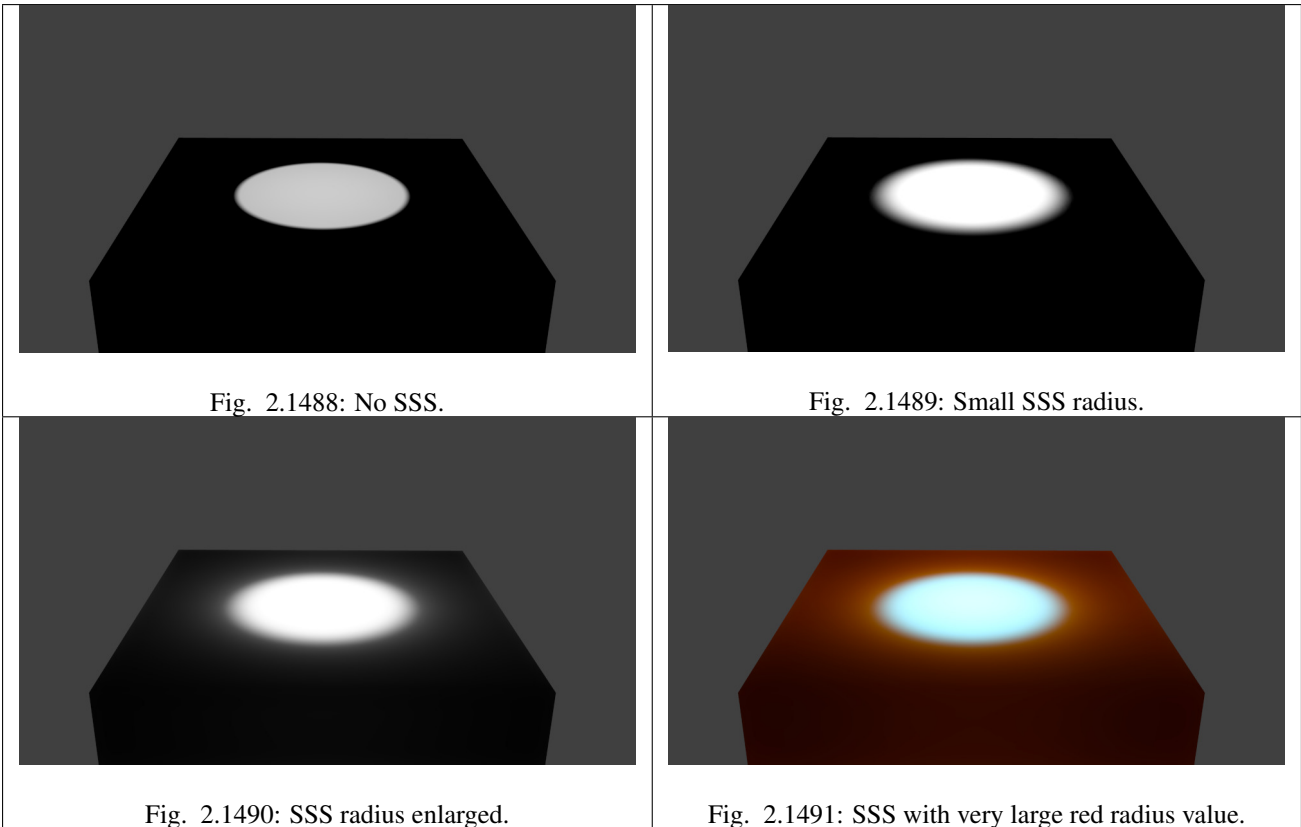 Fig. 2.1488: No SSS.
Fig. 2.1489: Small SSS radius.
Fig. 2.1490: SSS radius enlarged.
Fig. 2.1491: SSS with very large red radius value.